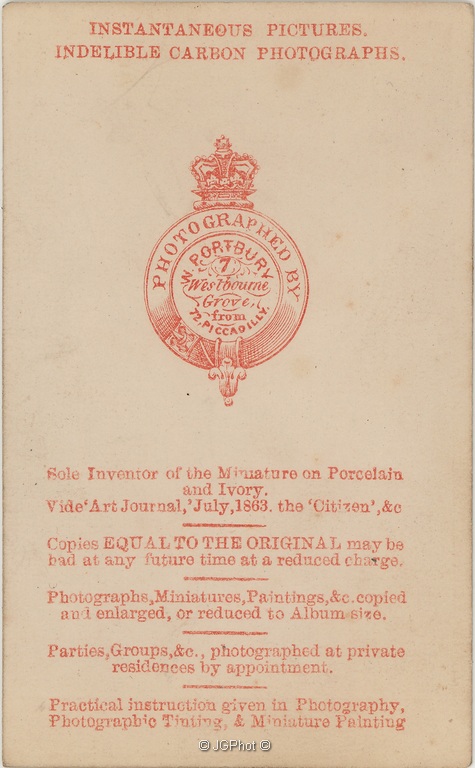 INSTANTANEOUS PICTURES.
INDELIBLE CARBON PHOTOGRAPHS.
PHOTOGRAPHED BY
W. PORTBURY
7
Westbourne
Grove,
from
72, PICCADILLY.
Sole Inventor of the Miniature on Porcelain
and Ivory.
Vide 'Art Journal,' July, 1863. the 'Citizen', &c
Copies EQUAL TO THE ORIGINAL may be
had at any future time at a reduced charge.
Photographs, Miniatures, Paintings, &c. copied
and enlarged, or reduced to Album size.
Parties, Groups, &c., photographed at private
residences by appointment.
Practical instruction given in Photography,
Photographic Tinting, & Miniature Painting
© JGPhot ©